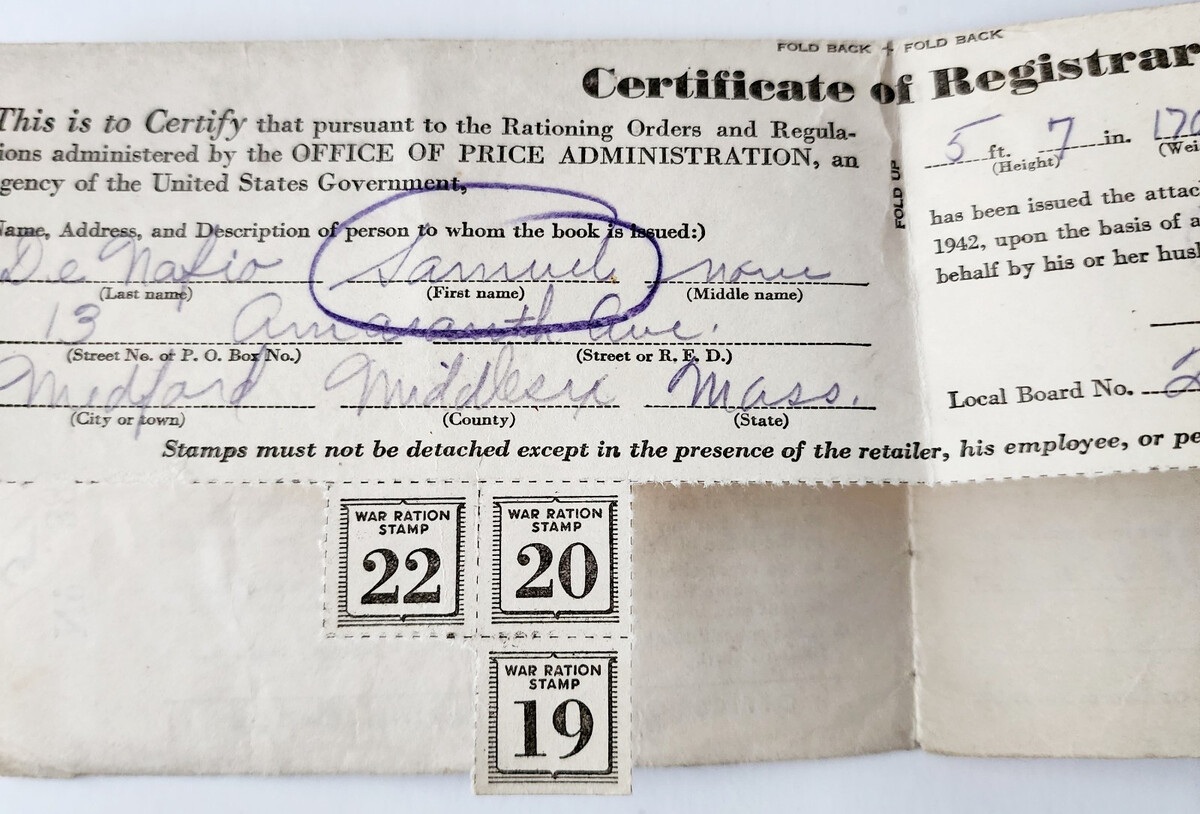 FOLD BACK + FOLD BACK
Certificate of Registrar
This is to Certify that pursuant to the Rationing Orders and Regula-
ions administered by the OFFICE OF PRICE ADMINISTRATION, an
gency of the United States Government,
Name, Address, and Description of person to whom the book is issued:)
Samuel none
(Last name) (First name) (Middle name)
13 Amaranth Ave.
(Street No. or P. O. Box No.) (Street or R. F. D.)
Medford Middlesex Mass.
(City or town) (County) (State)
FOLD UP
5 ft. 7 in. 170
(Height) (Wei
has been issued the attac
1942, upon the basis of a
behalf by his or her husb
Local Board No.
Stamps must not be detached except in the presence of the retailer, his employee, or pe
WAR RATION
STAMP
22
WAR RATION
STAMP
20
WAR RATION
STAMP
19